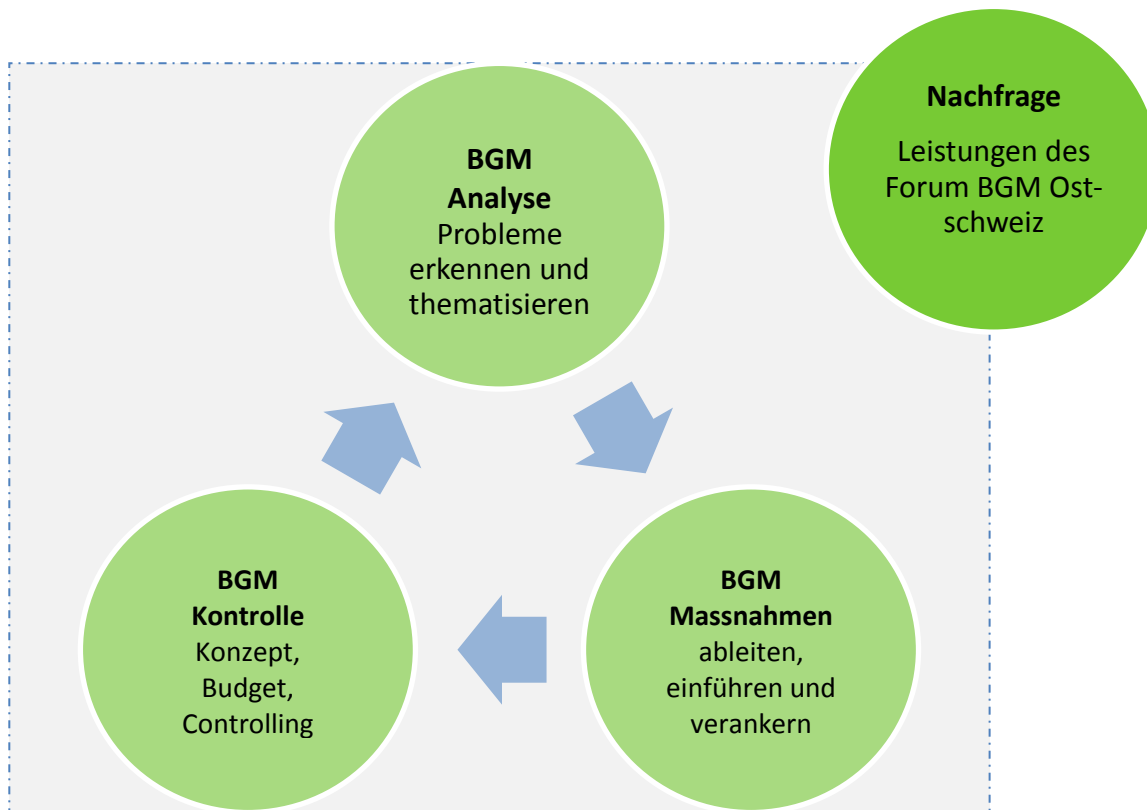 Nachfrage
Leistungen des
Forum BGM Ost-
schweiz
BGM
Analyse
Probleme
erkennen und
thematisieren
BGM
Kontrolle
Konzept,
Budget,
Controlling
BGM
Massnahmen
ableiten,
einführen und
verankern